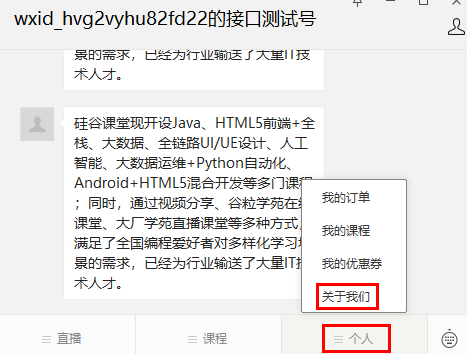 wxid_hvg2vyhu82fd22的接口测试号
景的需求，已经为行业输送了大量IT技
术人才。
硅谷课堂现开设Java、HTML5前端+全
栈、大数据、全链路UI/UE设计、人工
智能、大数据运维+Python自动化、
Android+HTML5混合开发等多门课程
；同时，通过视频分享、谷粒学苑在线
课堂、大厂学苑直播课堂等多种方式，
满足了全国编程爱好者对多样化学习场
景的需求，已经为行业输送了大量IT技
术人才。
我的订单
我的课程
我的优惠券
关于我们
直播
课程
个人